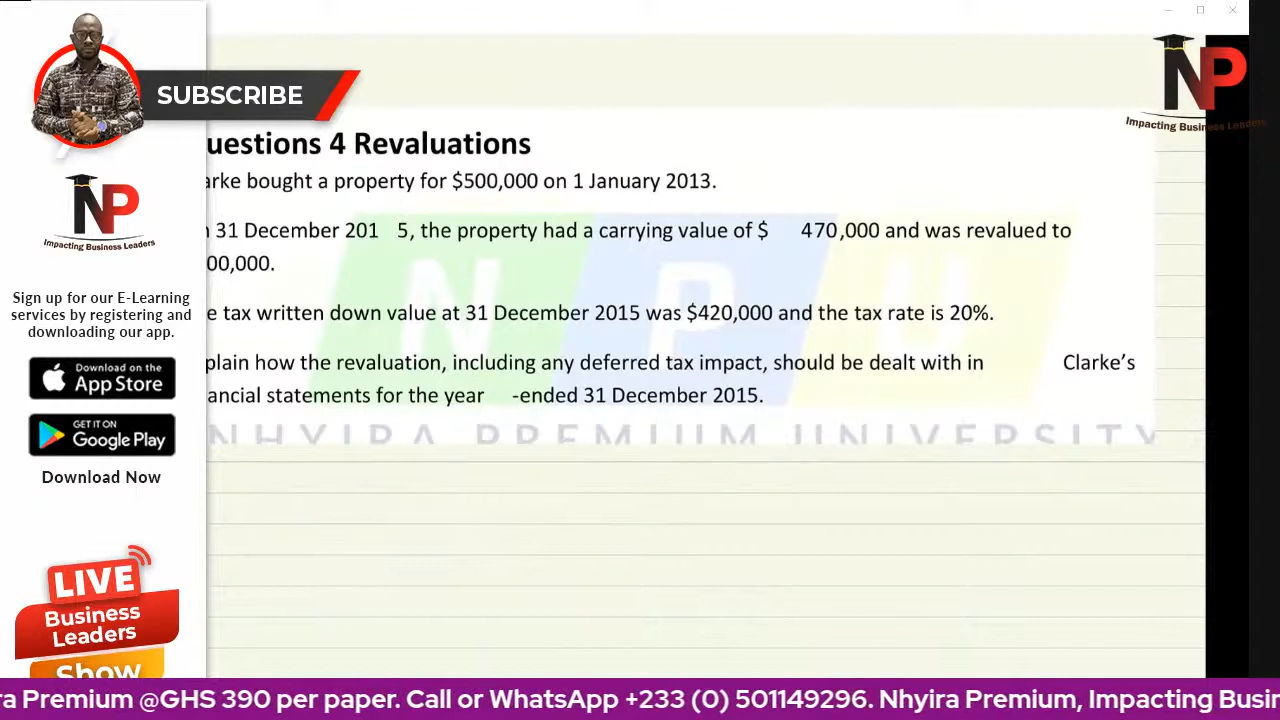 SUBSCRIBE
NP
Impacting Business Leaders
uestions 4 Revaluations
arke bought a property for $500,000 on 1 January 2013.
31 December 201 5, the property had a carrying value of $ 470,000 and was revalued to
00,000.
e tax written down value at 31 December 2015 was $420,000 and the tax rate is 20%.
plain how the revaluation, including any deferred tax impact, should be dealt with in Clarke's
ancial statements for the year -ended 31 December 2015.
NPU
NHYIRA PREMIUM UNIVERSITY
NP
Impacting Business Leaders
Sign up for our E-Learning
services by registering and
downloading our app.
Download on the
App Store
GET IT ON
Google Play
Download Now
LIVE
Business
Leaders
Show
ra Premium @GHS 390 per paper. Call or WhatsApp +233 (0) 501149296. Nhyira Premium, Impacting Busi